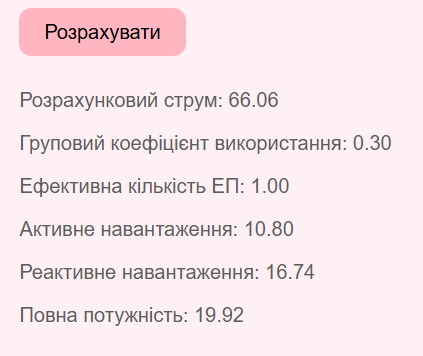 Розрахувати
Розрахунковий струм: 66.06
Груповий коефіцієнт використання: 0.30
Ефективна кількість ЕП: 1.00
Активне навантаження: 10.80
Реактивне навантаження: 16.74
Повна потужність: 19.92